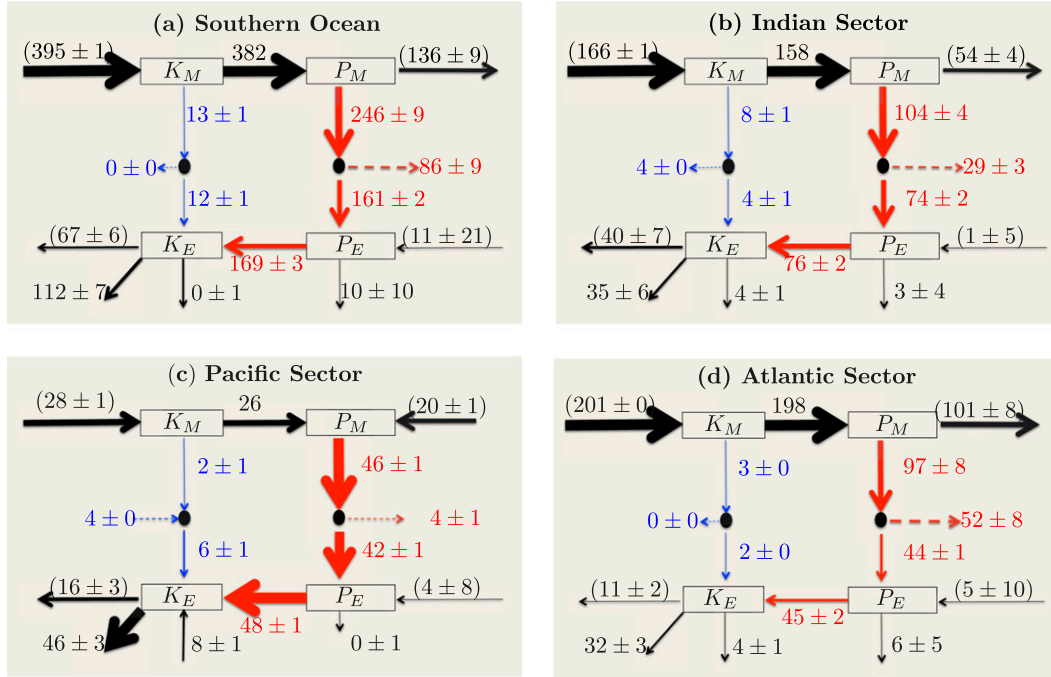 (a) Southern Ocean
(395 ± 1)
382
(136 ± 9)
K_M
P_M
13 ± 1
246 ± 9
0 ± 0
86 ± 9
12 ± 1
161 ± 2
(67 ± 6)
K_E
P_E
(11 ± 21)
169 ± 3
112 ± 7
0 ± 1
10 ± 10
(b) Indian Sector
(166 ± 1)
158
(54 ± 4)
K_M
P_M
8 ± 1
104 ± 4
4 ± 0
29 ± 3
4 ± 1
74 ± 2
(40 ± 7)
K_E
P_E
(1 ± 5)
76 ± 2
35 ± 6
4 ± 1
3 ± 4
(c) Pacific Sector
(28 ± 1)
26
(20 ± 1)
K_M
P_M
2 ± 1
46 ± 1
4 ± 0
4 ± 1
6 ± 1
42 ± 1
(16 ± 3)
K_E
P_E
(4 ± 8)
48 ± 1
46 ± 3
8 ± 1
0 ± 1
(d) Atlantic Sector
(201 ± 0)
198
(101 ± 8)
K_M
P_M
3 ± 0
97 ± 8
0 ± 0
52 ± 8
2 ± 0
44 ± 1
(11 ± 2)
K_E
P_E
(5 ± 10)
45 ± 2
32 ± 3
4 ± 1
6 ± 5